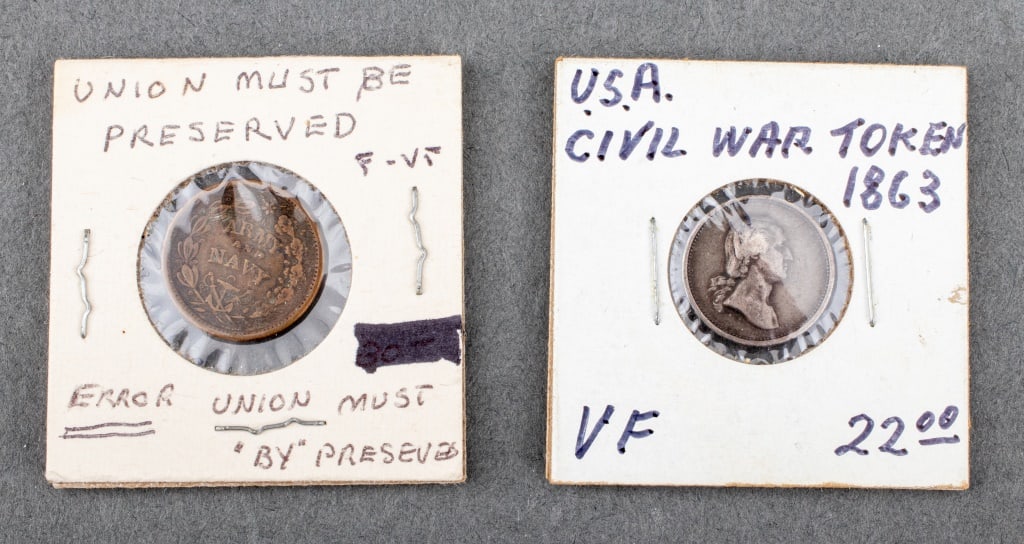 UNION MUST BE
PRESERVED
F-VF
ARMY
NAVY
ERROR UNION MUST
"BY" PRESEVED
U.S.A.
CIVIL WAR TOKEN
1863
VF 22.00